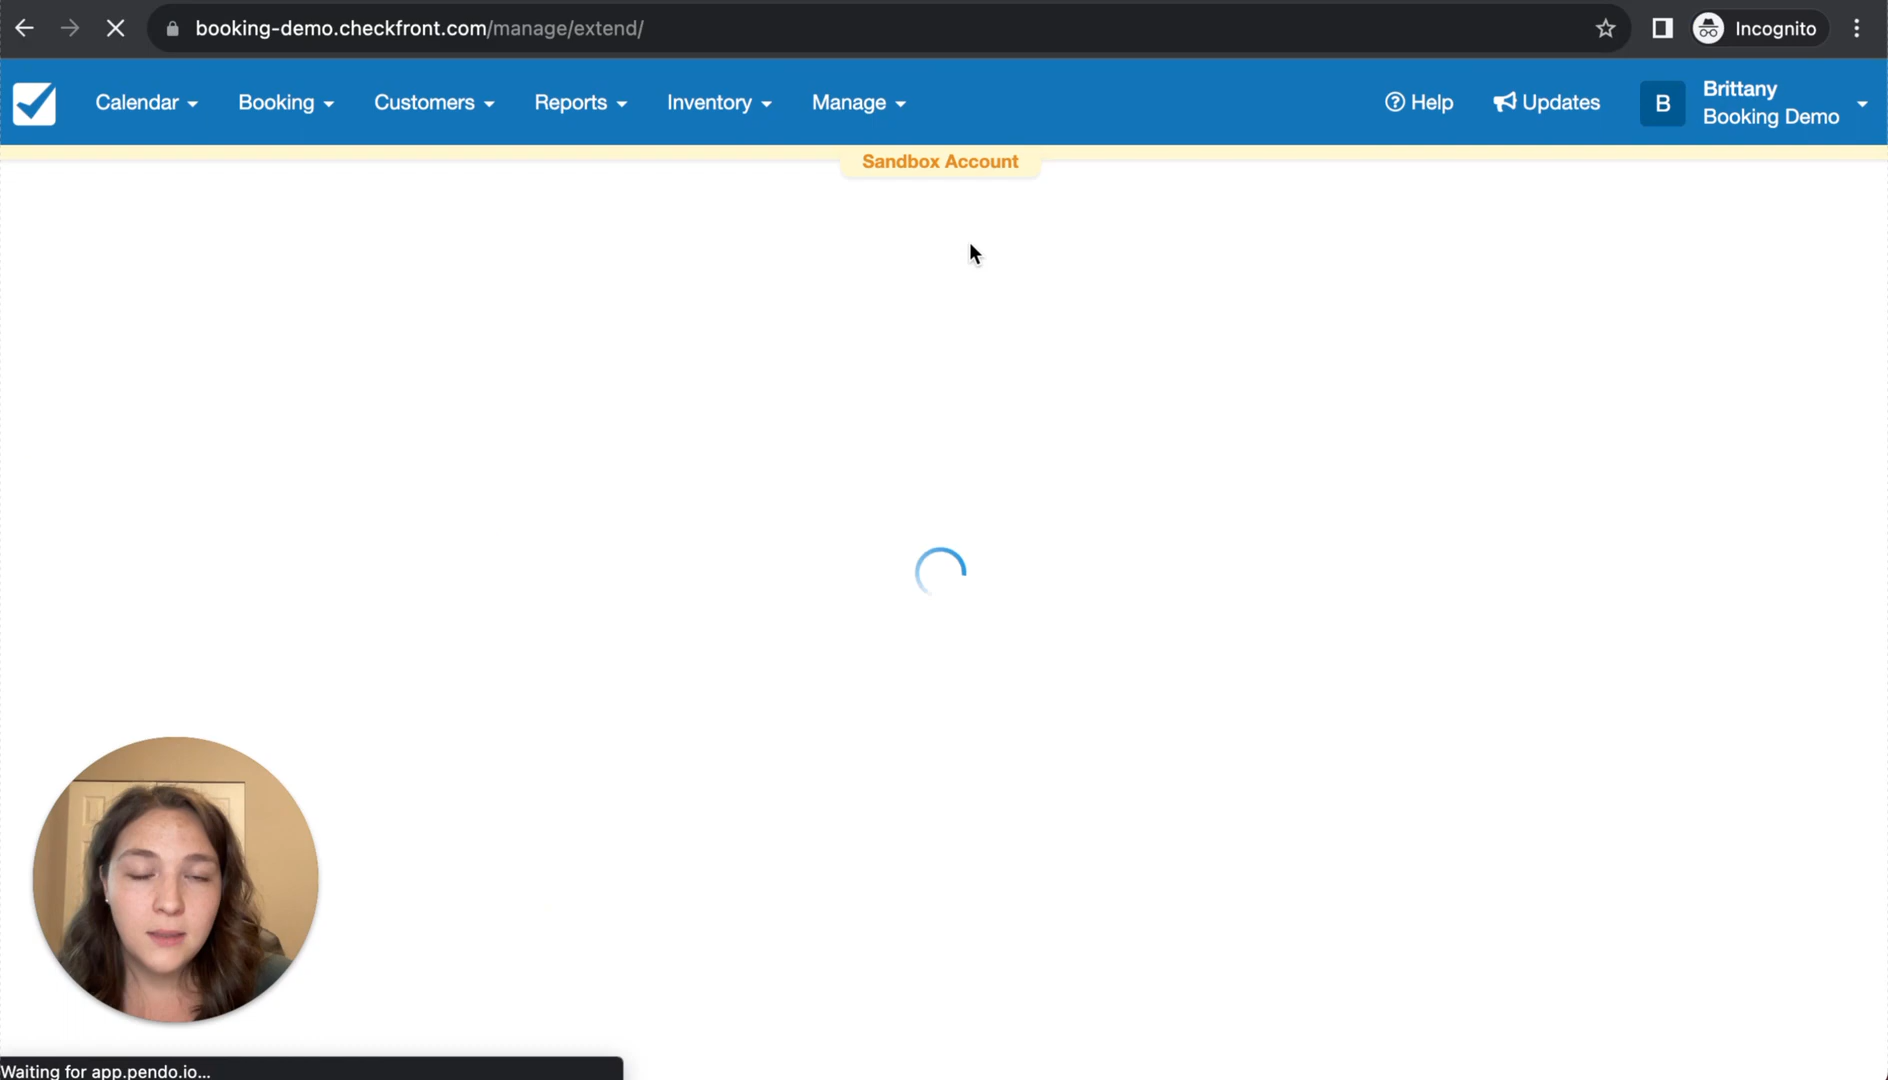 booking-demo.checkfront.com/manage/extend/
Incognito
Calendar
Booking
Customers
Reports
Inventory
Manage
Help
Updates
B
Brittany
Booking Demo
Sandbox Account
Waiting for app.pendo.io...